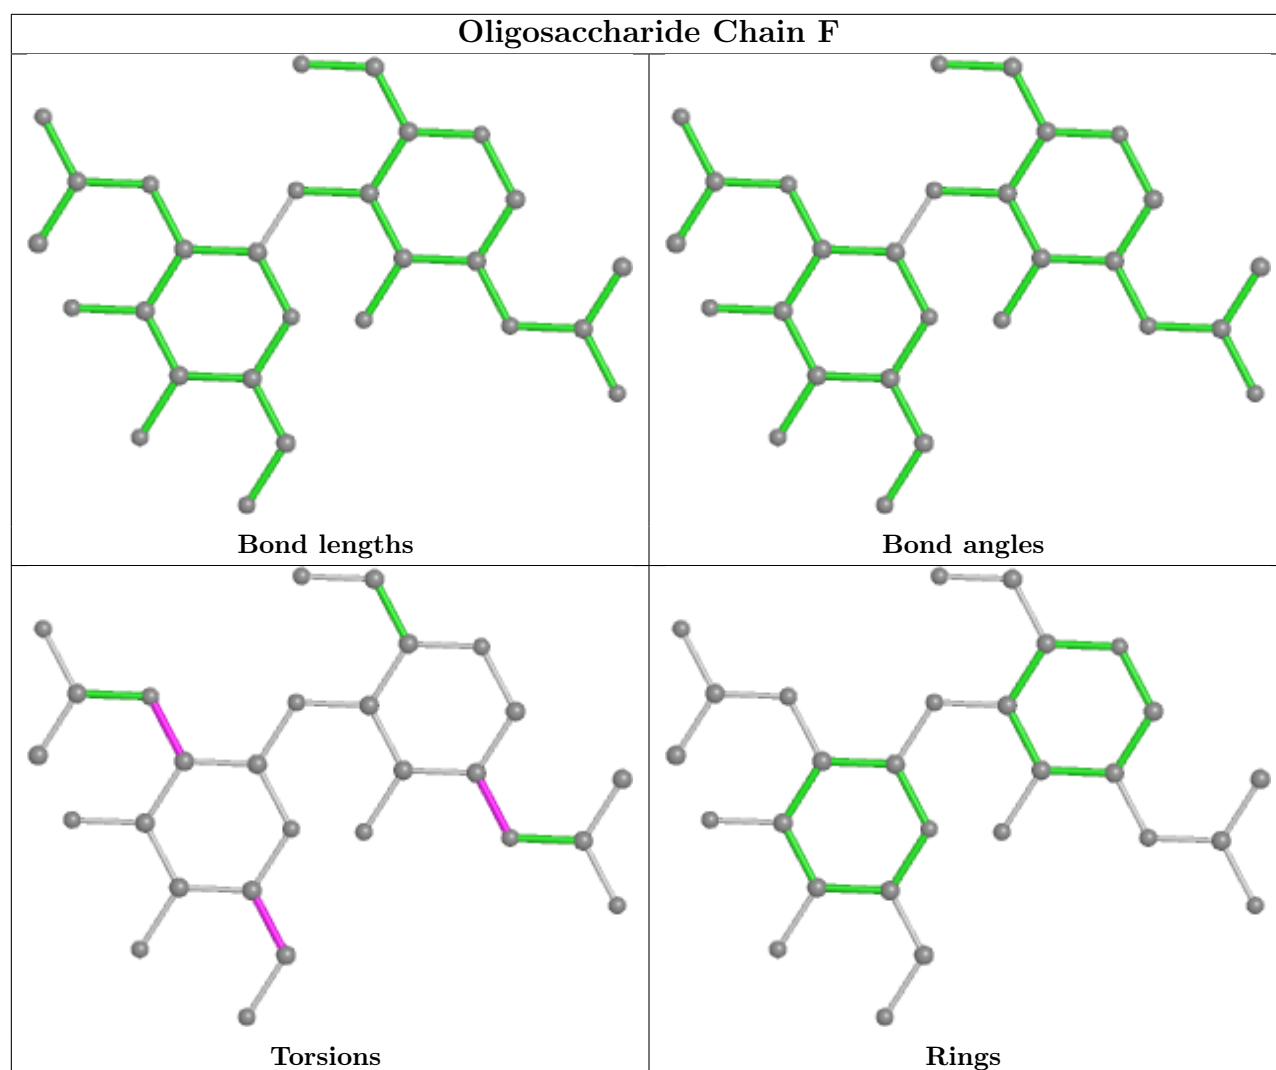 Oligosaccharide Chain F
Bond lengths
Bond angles
Torsions
Rings